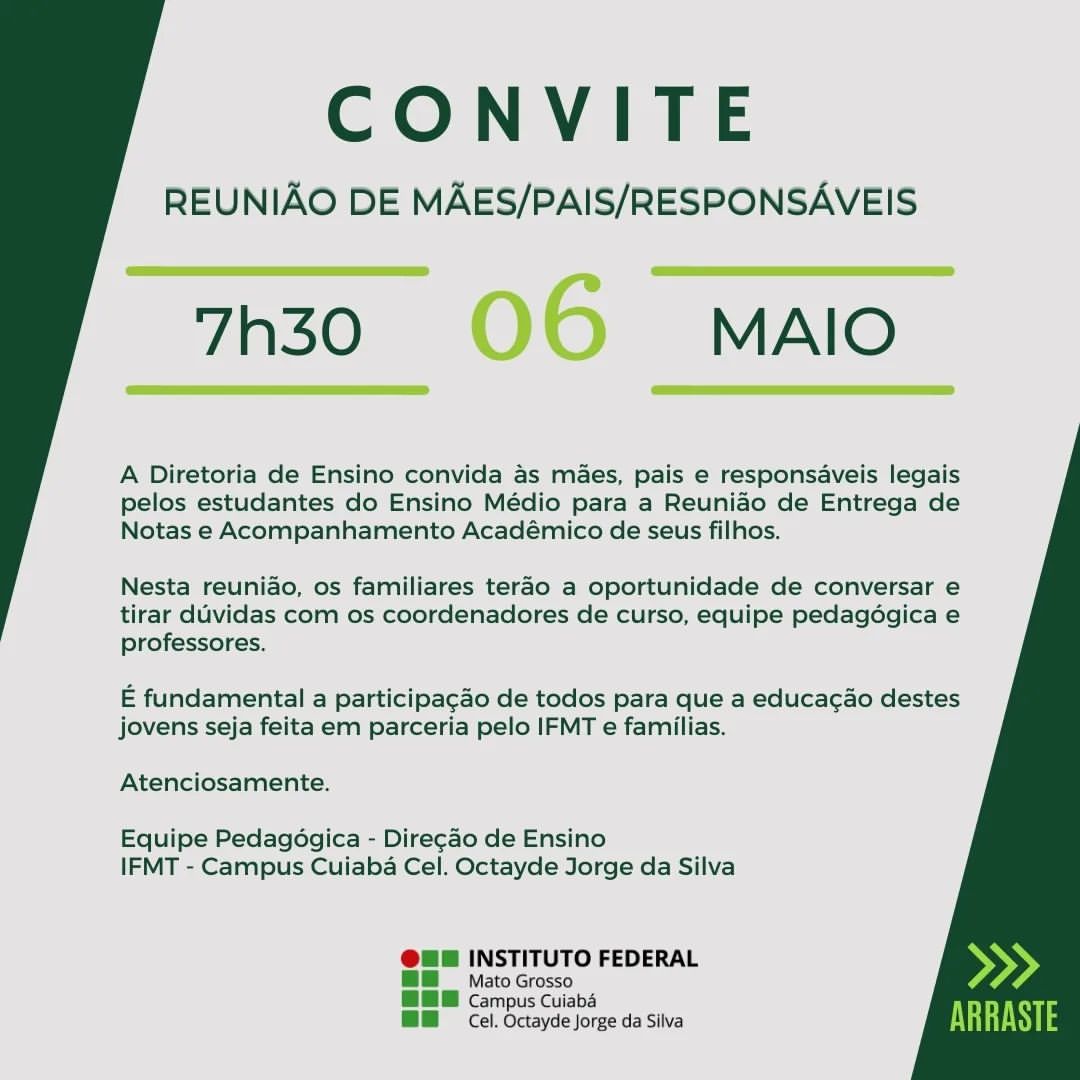 CONVITE
REUNIÃO DE MÃES/PAIS/RESPONSÁVEIS
7h30
06
MAIO
A Diretoria de Ensino convida às mães, pais e responsáveis legais
pelos estudantes do Ensino Médio para a Reunião de Entrega de
Notas e Acompanhamento Acadêmico de seus filhos.
Nesta reunião, os familiares terão a oportunidade de conversar e
tirar dúvidas com os coordenadores de curso, equipe pedagógica e
professores.
É fundamental a participação de todos para que a educação destes
jovens seja feita em parceria pelo IFMT e famílias.
Atenciosamente.
Equipe Pedagógica - Direção de Ensino
IFMT - Campus Cuiabá Cel. Octayde Jorge da Silva
INSTITUTO FEDERAL
Mato Grosso
Campus Cuiabá
Cel. Octayde Jorge da Silva
ARRASTE